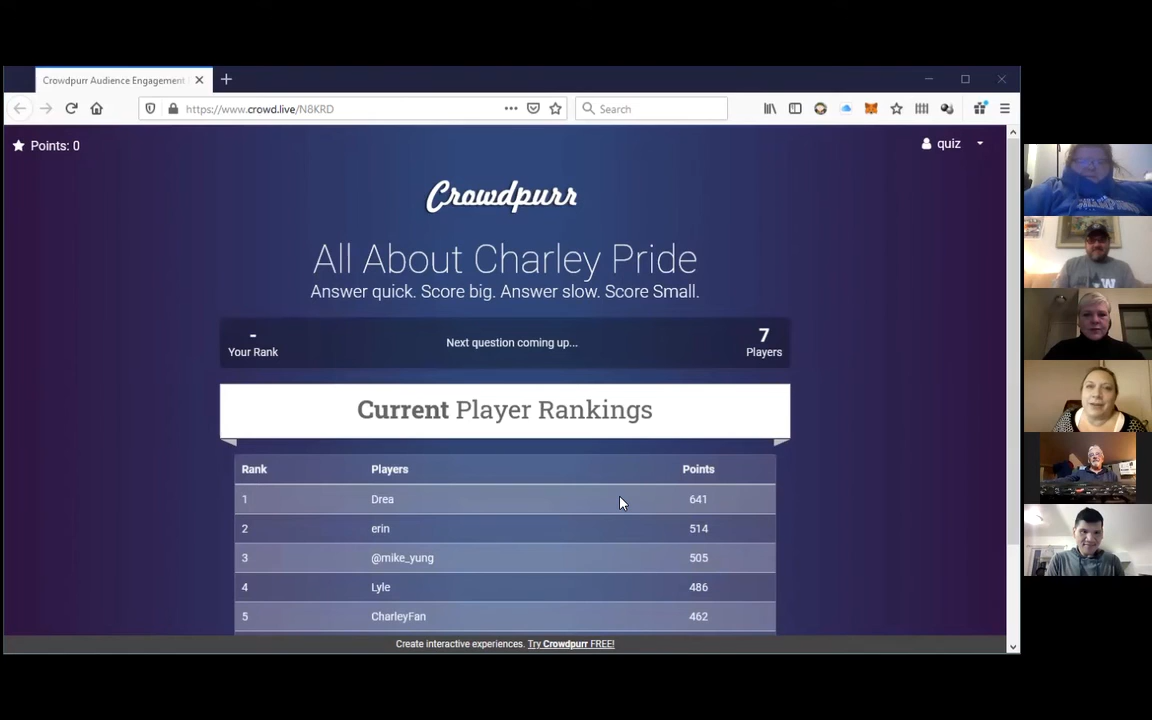 Crowdpurr Audience Engagement
https://www.crowd.live/N8KRD
Search
Points: 0
quiz
Crowdpurr
All About Charley Pride
Answer quick. Score big. Answer slow. Score Small.
-
Your Rank
Next question coming up...
7
Players
Current Player Rankings
Rank Players Points
1 Drea 641
2 erin 514
3 @mike_yung 505
4 Lyle 486
5 CharleyFan 462
Create interactive experiences. Try Crowdpurr FREE!
W